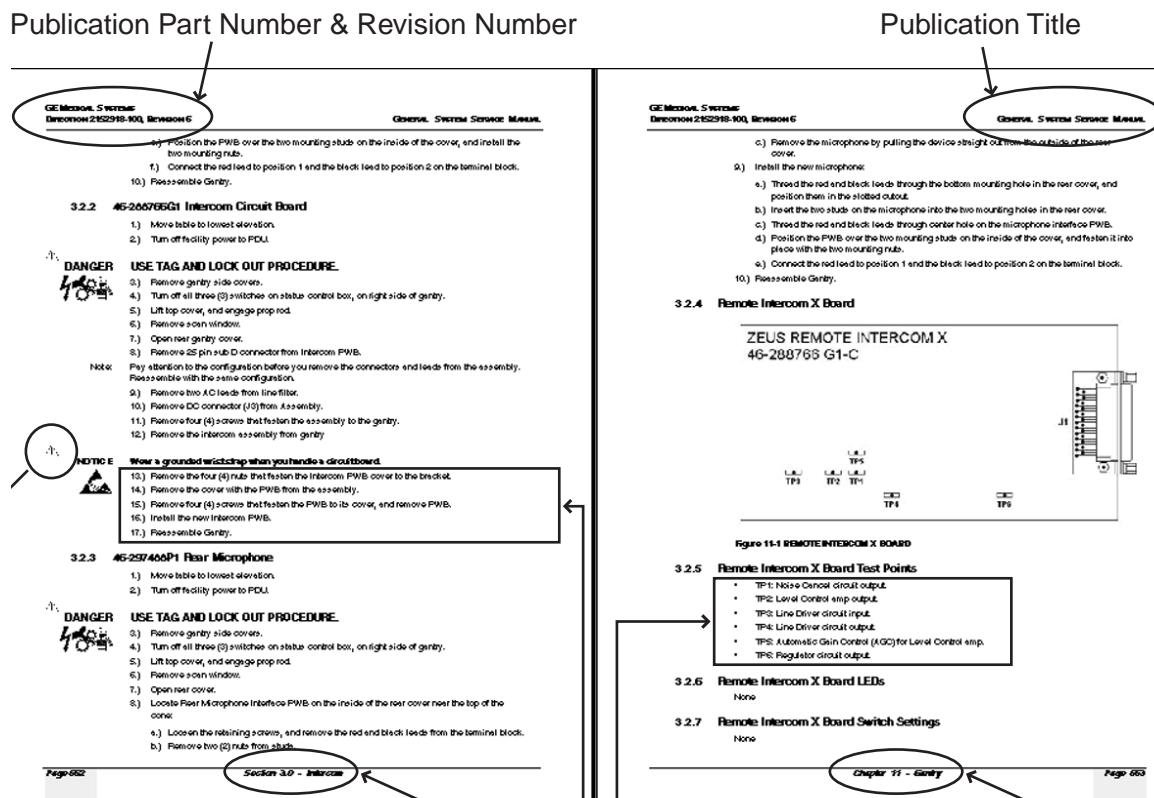 Publication Part Number & Revision Number
Publication Title
GE MEDICAL SYSTEMS
DIRECTION 2152918-100, REVISION 6
GENERAL SYSTEM SERVICE MANUAL
e.) Position the PWB over the two mounting studs on the inside of the cover, and install the
two mounting nuts.
f.) Connect the red lead to position 1 and the black lead to position 2 on the terminal block.
10.) Reassemble Gantry.
3.2.2 46-288766G1 Intercom Circuit Board
1.) Move table to lowest elevation.
2.) Turn off facility power to PDU.
DANGER USE TAG AND LOCK OUT PROCEDURE.
3.) Remove gantry side covers.
4.) Turn off all three (3) switches on status control box, on right side of gantry.
5.) Lift top cover, and engage prop rod.
6.) Remove scan window.
7.) Open rear gantry cover.
8.) Remove 25 pin sub D connector from Intercom PWB.
Note: Pay attention to the configuration before you remove the connectors and leads from the assembly.
Reassemble with the same configuration.
9.) Remove two AC leads from line filter.
10.) Remove DC connector (J3) from Assembly.
11.) Remove four (4) screws that fasten the assembly to the gantry.
12.) Remove the intercom assembly from gantry
NOTICE Wear a grounded wrist strap when you handle a circuit board.
13.) Remove the four (4) nuts that fasten the Intercom PWB cover to the bracket.
14.) Remove the cover with the PWB from the assembly.
15.) Remove four (4) screws that fasten the PWB to its cover, and remove PWB.
16.) Install the new Intercom PWB.
17.) Reassemble Gantry.
3.2.3 46-297466P1 Rear Microphone
1.) Move table to lowest elevation.
2.) Turn off facility power to PDU.
DANGER USE TAG AND LOCK OUT PROCEDURE.
3.) Remove gantry side covers.
4.) Turn off all three (3) switches on status control box, on right side of gantry.
5.) Lift top cover, and engage prop rod.
6.) Remove scan window.
7.) Open rear cover.
8.) Locate Rear Microphone Interface PWB on the inside of the rear cover near the top of the
cone:
a.) Loosen the retaining screws, and remove the red and black leads from the terminal block.
b.) Remove two (2) nuts from studs.
Page 652
Section 3.0 - Intercom
GE MEDICAL SYSTEMS
DIRECTION 2152918-100, REVISION 6
GENERAL SYSTEM SERVICE MANUAL
c.) Remove the microphone by pulling the device straight out from the outside of the rear
cover.
9.) Install the new microphone:
a.) Thread the red and black leads through the bottom mounting hole in the rear cover, and
position them in the slotted cutout.
b.) Insert the two studs on the microphone into the two mounting holes in the rear cover.
c.) Thread the red and black leads through center hole on the microphone interface PWB.
d.) Position the PWB over the two mounting studs on the inside of the cover, and fasten it into
place with the two mounting nuts.
e.) Connect the red lead to position 1 and the black lead to position 2 on the terminal block.
10.) Reassemble Gantry.
3.2.4 Remote Intercom X Board
ZEUS REMOTE INTERCOM X
46-288766 G1-C
J1
TP5
TP3 TP2 TP1
TP4 TP6
Figure 11-1 REMOTE INTERCOM X BOARD
3.2.5 Remote Intercom X Board Test Points
• TP1: Noise Cancel circuit output.
• TP2: Level Control amp output.
• TP3: Line Driver circuit input.
• TP4: Line Driver circuit output.
• TP5: Automatic Gain Control (AGC) for Level Control amp.
• TP6: Regulator circuit output.
3.2.6 Remote Intercom X Board LEDs
None
3.2.7 Remote Intercom X Board Switch Settings
None
Chapter 11 - Gantry
Page 653